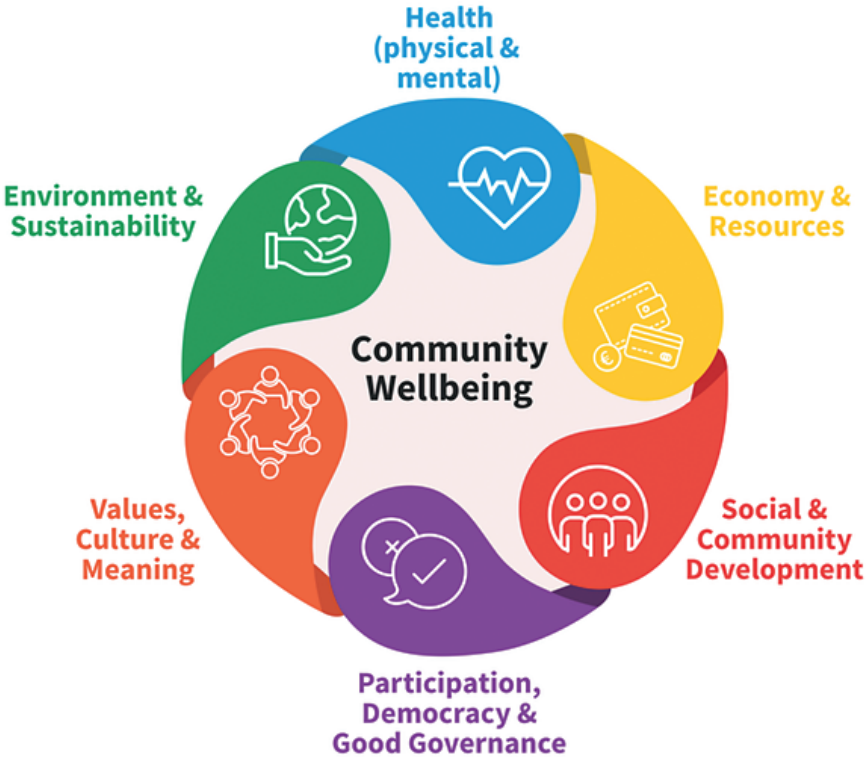 Health
(physical &
mental)
Environment &
Sustainability
Economy &
Resources
€
Community
Wellbeing
Values,
Culture &
Meaning
Social &
Community
Development
Participation,
Democracy &
Good Governance